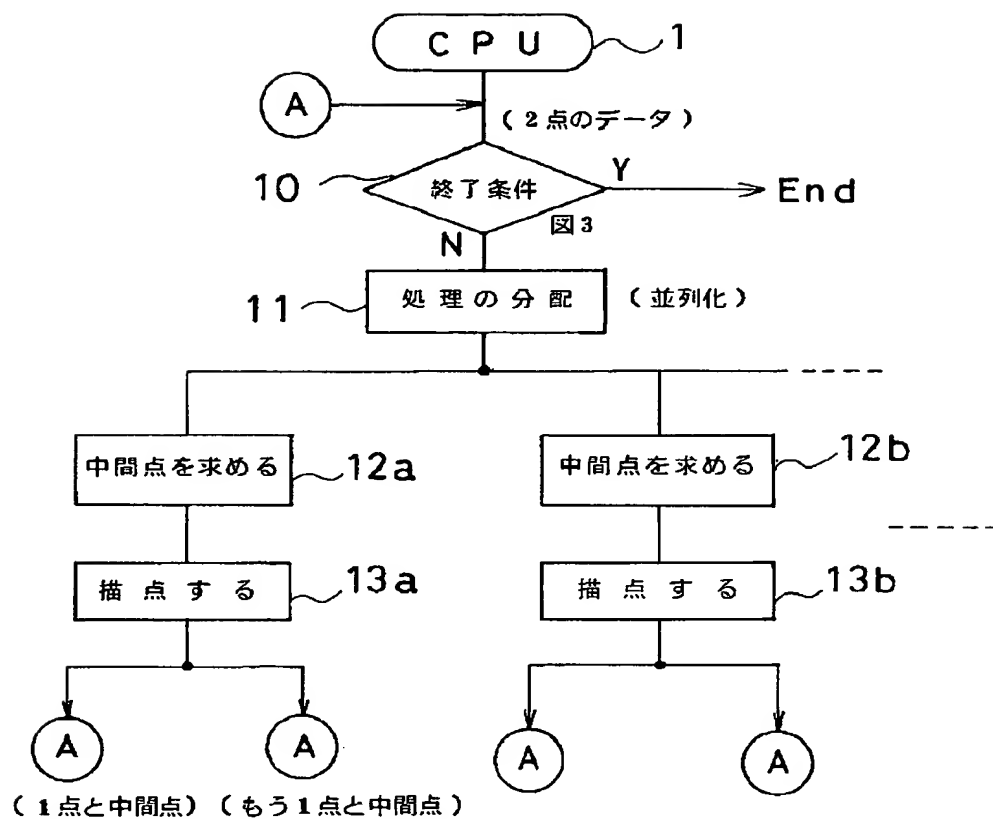 CPU
1
A
(2点のデータ)
10
終了条件
Y
End
図3
N
11
処理の分配
(並列化)
中間点を求める
12a
中間点を求める
12b
描点する
13a
描点する
13b
A
A
A
A
(1点と中間点)
(もう1点と中間点)